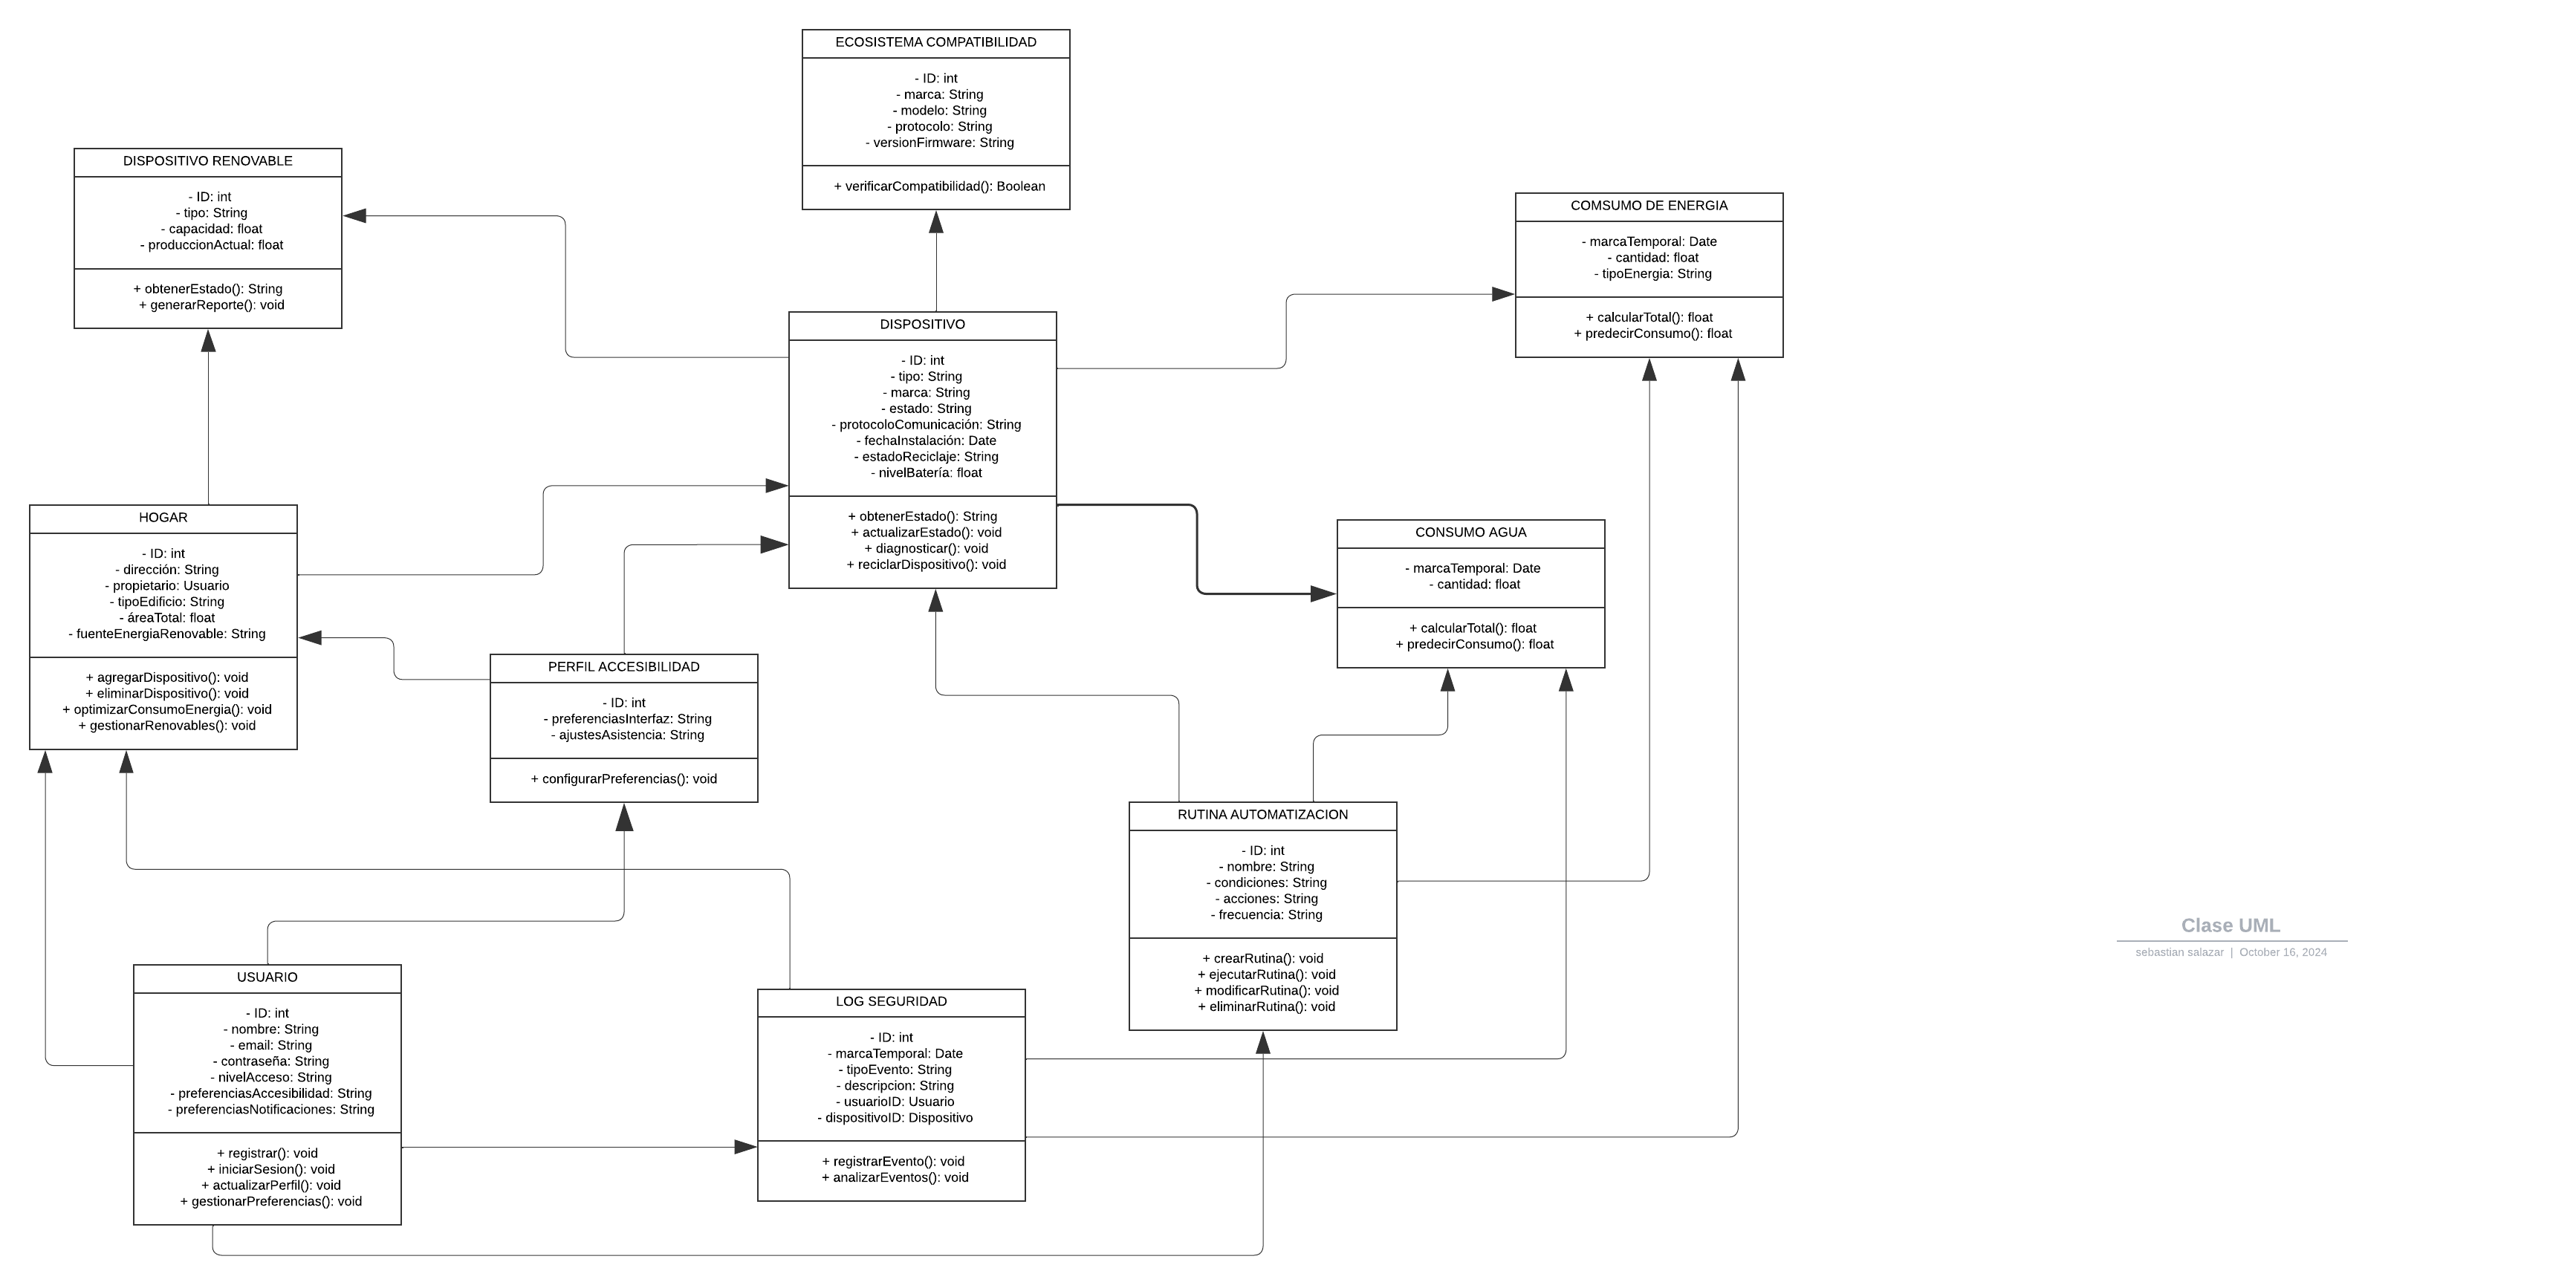 ECOSISTEMA COMPATIBILIDAD
- ID: int
- marca: String
- modelo: String
- protocolo: String
- versionFirmware: String
+ verificarCompatibilidad(): Boolean
DISPOSITIVO RENOVABLE
- ID: int
- tipo: String
- capacidad: float
- produccionActual: float
+ obtenerEstado(): String
+ generarReporte(): void
COMSUMO DE ENERGIA
- marcaTemporal: Date
- cantidad: float
- tipoEnergia: String
+ calcularTotal(): float
+ predecirConsumo(): float
DISPOSITIVO
- ID: int
- tipo: String
- marca: String
- estado: String
- protocoloComunicación: String
- fechaInstalación: Date
- estadoReciclaje: String
- nivelBatería: float
+ obtenerEstado(): String
+ actualizarEstado(): void
+ diagnosticar(): void
+ reciclarDispositivo(): void
HOGAR
- ID: int
- dirección: String
- propietario: Usuario
- tipoEdificio: String
- áreaTotal: float
- fuenteEnergiaRenovable: String
+ agregarDispositivo(): void
+ eliminarDispositivo(): void
+ optimizarConsumoEnergia(): void
+ gestionarRenovables(): void
CONSUMO AGUA
- marcaTemporal: Date
- cantidad: float
+ calcularTotal(): float
+ predecirConsumo(): float
PERFIL ACCESIBILIDAD
- ID: int
- preferenciasInterfaz: String
- ajustesAsistencia: String
+ configurarPreferencias(): void
RUTINA AUTOMATIZACION
- ID: int
- nombre: String
- condiciones: String
- acciones: String
- frecuencia: String
+ crearRutina(): void
+ ejecutarRutina(): void
+ modificarRutina(): void
+ eliminarRutina(): void
Clase UML
sebastian salazar | October 16, 2024
USUARIO
- ID: int
- nombre: String
- email: String
- contraseña: String
- nivelAcceso: String
- preferenciasAccesibilidad: String
- preferenciasNotificaciones: String
+ registrar(): void
+ iniciarSesion(): void
+ actualizarPerfil(): void
+ gestionarPreferencias(): void
LOG SEGURIDAD
- ID: int
- marcaTemporal: Date
- tipoEvento: String
- descripcion: String
- usuarioID: Usuario
- dispositivoID: Dispositivo
+ registrarEvento(): void
+ analizarEventos(): void